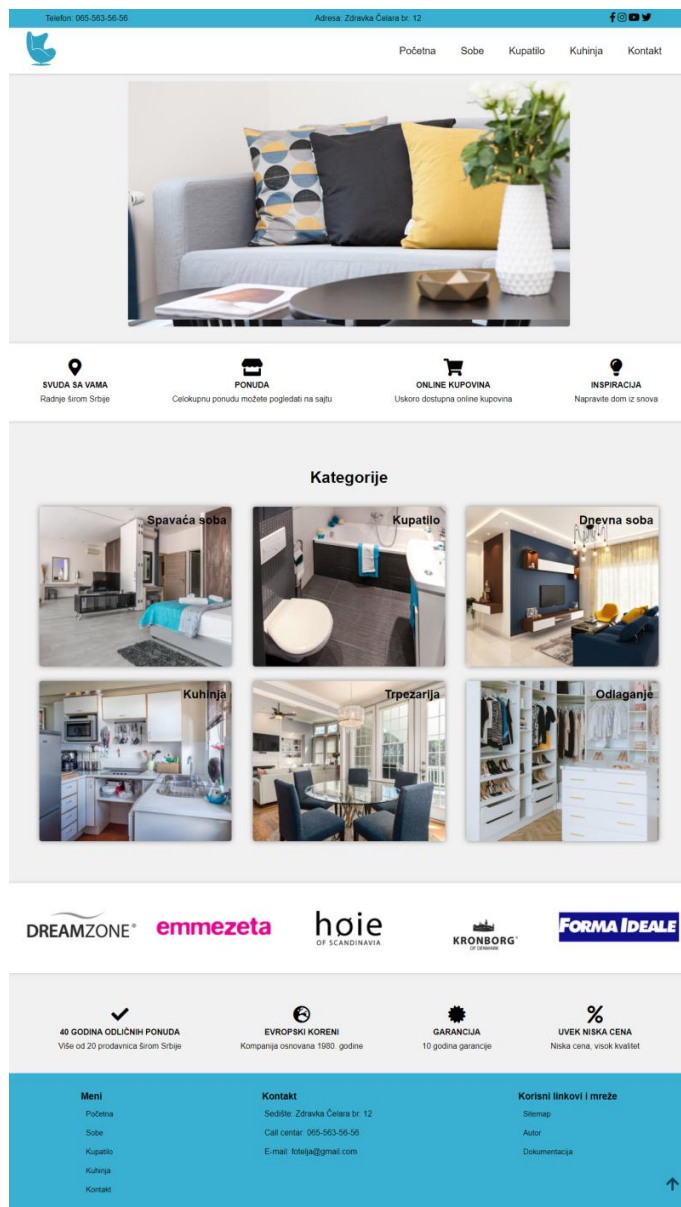 Telefon: 065-563-56-56 Adresa: Zdravka Čelara br. 12
Početna Sobe Kupatilo Kuhinja Kontakt
SVUDA SA VAMA PONUDA ONLINE KUPOVINA INSPIRACIJA
Radnje širom Srbije Celokupnu ponudu možete pogledati na sajtu Uskoro dostupna online kupovina Napravite dom iz snova
Kategorije
Spavaća soba Kupatilo Dnevna soba
Kuhinja Trpezarija Odlaganje
DREAMZONE® emmezeta høie OF SCANDINAVIA KRONBORG OF DENMARK FORMA IDEALE
40 GODINA ODLIČNIH PONUDA EVROPSKI KORENI GARANCIJA UVEK NISKA CENA
Više od 20 prodavnica širom Srbije Kompanija osnovana 1980. godine 10 godina garancije Niska cena, visok kvalitet
Meni Kontakt Korisni linkovi i mreže
Početna Sedište: Zdravka Čelara br. 12 Sitemap
Sobe Call centar: 065-563-56-56 Autor
Kupatilo E-mail: fotelja@gmail.com Dokumentacija
Kuhinja
Kontakt